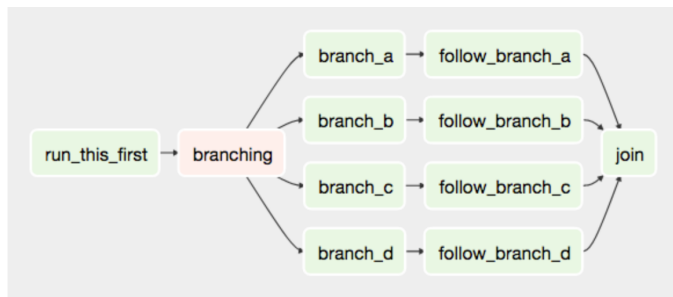 run_this_first
branching
branch_a
follow_branch_a
branch_b
follow_branch_b
branch_c
follow_branch_c
branch_d
follow_branch_d
join